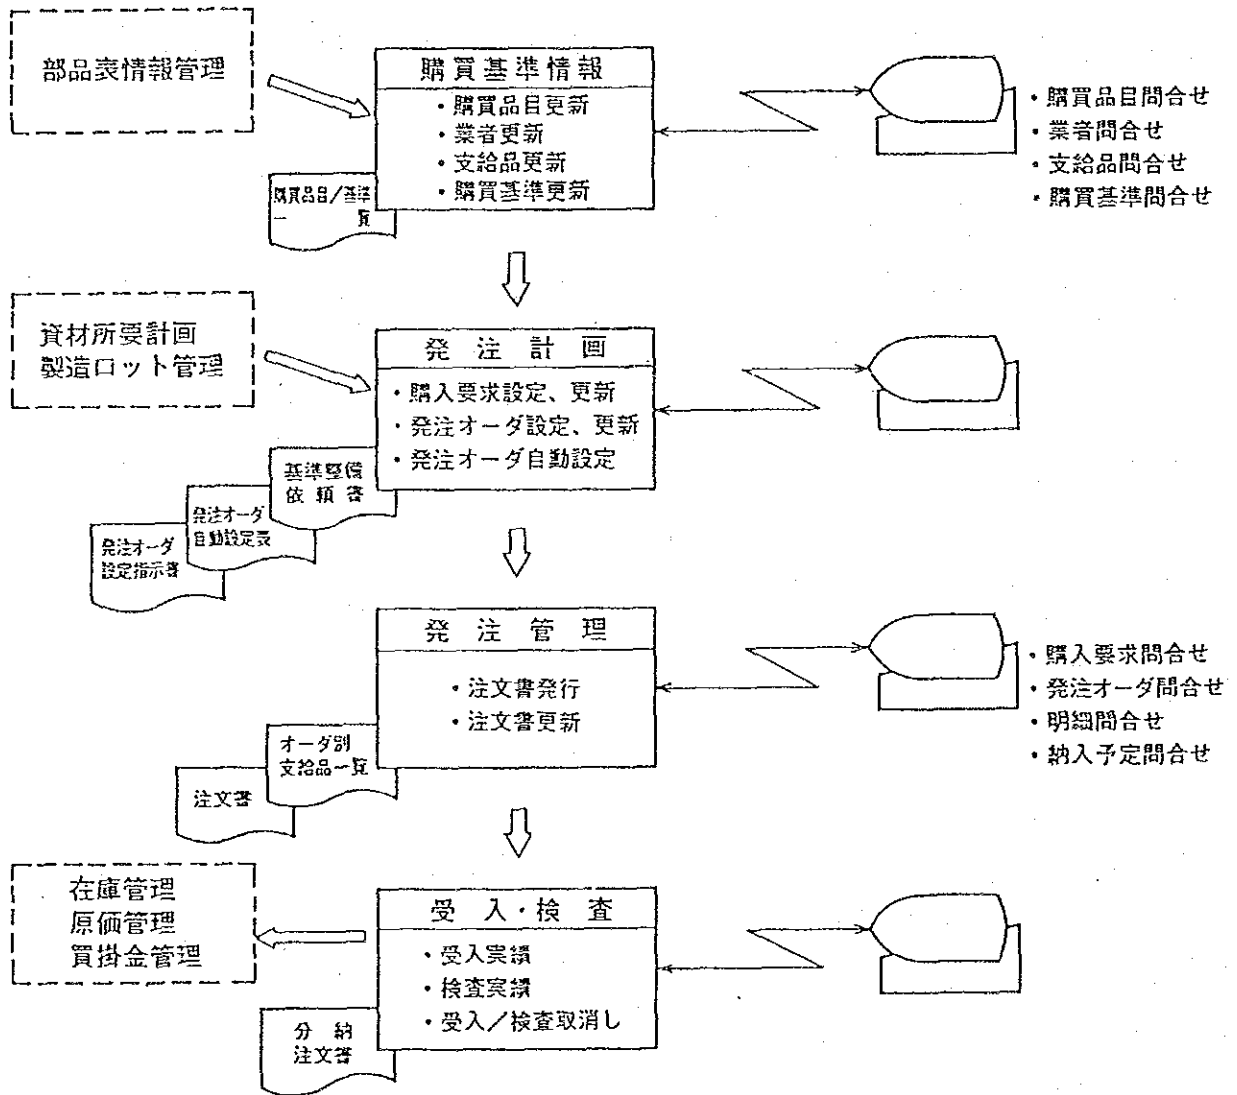 部品表情報管理
購買基準情報
・購買品目更新
・業者更新
・支給品更新
・購買基準更新
・購買品目問合せ
・業者問合せ
・支給品問合せ
・購買基準問合せ
購買品目/基準
一覧
資材所要計画
製造ロット管理
発注計画
・購入要求設定、更新
・発注オーダ設定、更新
・発注オーダ自動設定
基準整備
依頼書
発注オーダ
自動設定表
発注オーダ
設定指示書
発注管理
・注文書発行
・注文書更新
・購入要求問合せ
・発注オーダ問合せ
・明細問合せ
・納入予定問合せ
オーダ別
支給品一覧
注文書
在庫管理
原価管理
買掛金管理
受入・検査
・受入実績
・検査実績
・受入/検査取消し
分納
注文書